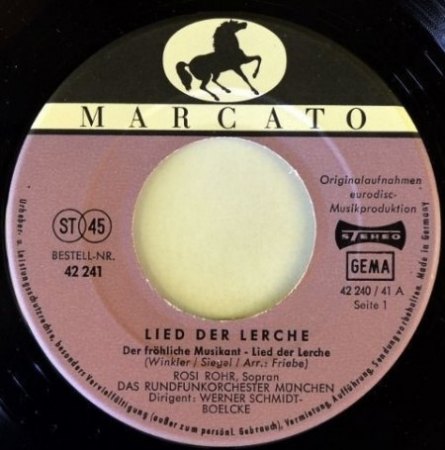 MARCATO
Originalaufnahmen
eurodisc-
Musikproduktion
ST 45
BESTELL-NR.
42 241
STEREO
GEMA
42 240 / 41 A
Seite 1
LIED DER LERCHE
Der fröhliche Musikant - Lied der Lerche
(Winkler / Siegel / Arr.: Friebe)
ROSI ROHR, Sopran
DAS RUNDFUNKORCHESTER MÜNCHEN
Dirigent: WERNER SCHMIDT-
BOELCKE
Urheber- u. Leistungsschutzrechte, besonders Vervielfältigung (außer zum persönl. Gebrauch), Vermietung, Aufführung, Sendung vorbehalten. Made in Germany